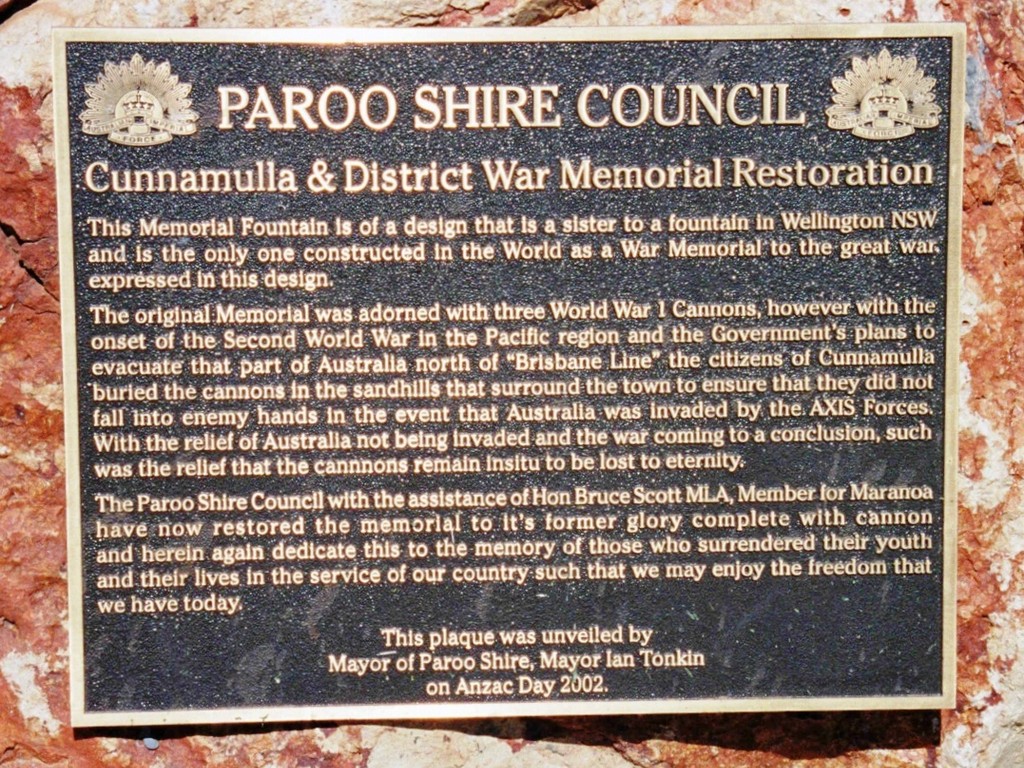 PAROO SHIRE COUNCIL
Cunnamulla & District War Memorial Restoration
This Memorial Fountain is of a design that is a sister to a fountain in Wellington NSW
and is the only one constructed in the World as a War Memorial to the great war,
expressed in this design.
The original Memorial was adorned with three World War 1 Cannons, however with the
onset of the Second World War in the Pacific region and the Government's plans to
evacuate that part of Australia north of "Brisbane Line" the citizens of Cunnamulla
buried the cannons in the sandhills that surround the town to ensure that they did not
fall into enemy hands in the event that Australia was invaded by the AXIS Forces.
With the relief of Australia not being invaded and the war coming to a conclusion, such
was the relief that the cannnons remain insitu to be lost to eternity.
The Paroo Shire Council with the assistance of Hon Bruce Scott MLA, Member for Maranoa
have now restored the memorial to it's former glory complete with cannon
and herein again dedicate this to the memory of those who surrendered their youth
and their lives in the service of our country such that we may enjoy the freedom that
we have today.
This plaque was unveiled by
Mayor of Paroo Shire, Mayor Ian Tonkin
on Anzac Day 2002.